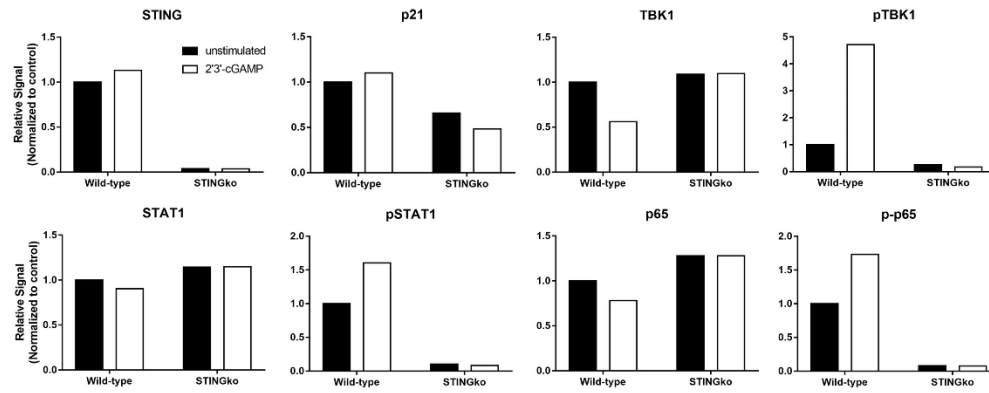 STING
p21
TBK1
pTBK1
Relative Signal
(Normalized to control)
1.5
1.0
0.5
0.0
unstimulated
2'3'-cGAMP
Wild-type
STINGko
1.5
1.0
0.5
0.0
Wild-type
STINGko
1.5
1.0
0.5
0.0
Wild-type
STINGko
5
4
3
2
1
0
Wild-type
STINGko
STAT1
pSTAT1
p65
p-p65
Relative Signal
(Normalized to control)
1.5
1.0
0.5
0.0
Wild-type
STINGko
2.0
1.5
1.0
0.5
0.0
Wild-type
STINGko
1.5
1.0
0.5
0.0
Wild-type
STINGko
2.0
1.5
1.0
0.5
0.0
Wild-type
STINGko